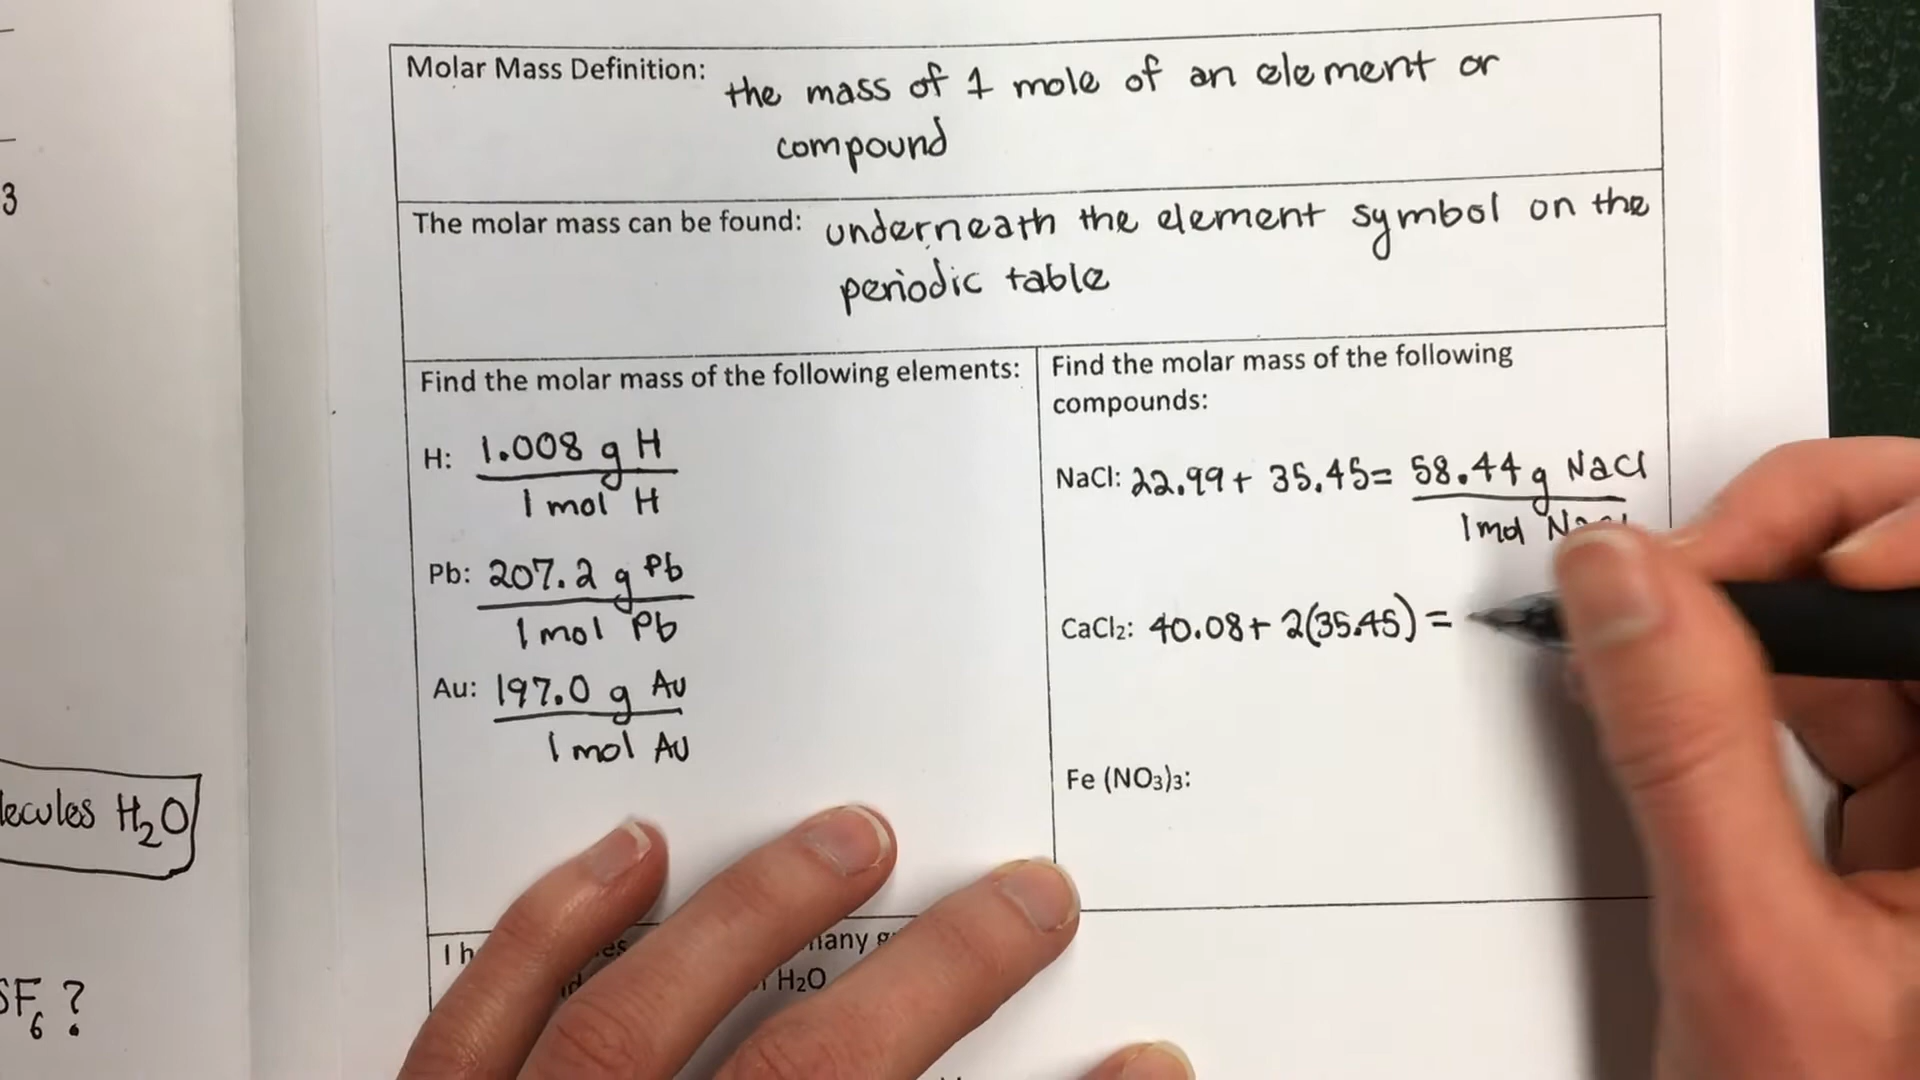 3
lecules H₂O
SF₆ ?
Molar Mass Definition: the mass of 1 mole of an element or
compound
The molar mass can be found: underneath the element symbol on the
periodic table
Find the molar mass of the following elements:
H: 1.008 g H
1 mol H
Pb: 207.2 g Pb
1 mol Pb
Au: 197.0 g Au
1 mol Au
Find the molar mass of the following
compounds:
NaCl: 22.99 + 35.45 = 58.44 g NaCl
1 mol
CaCl₂: 40.08 + 2(35.45) =
Fe (NO₃)₃:
I
H₂O